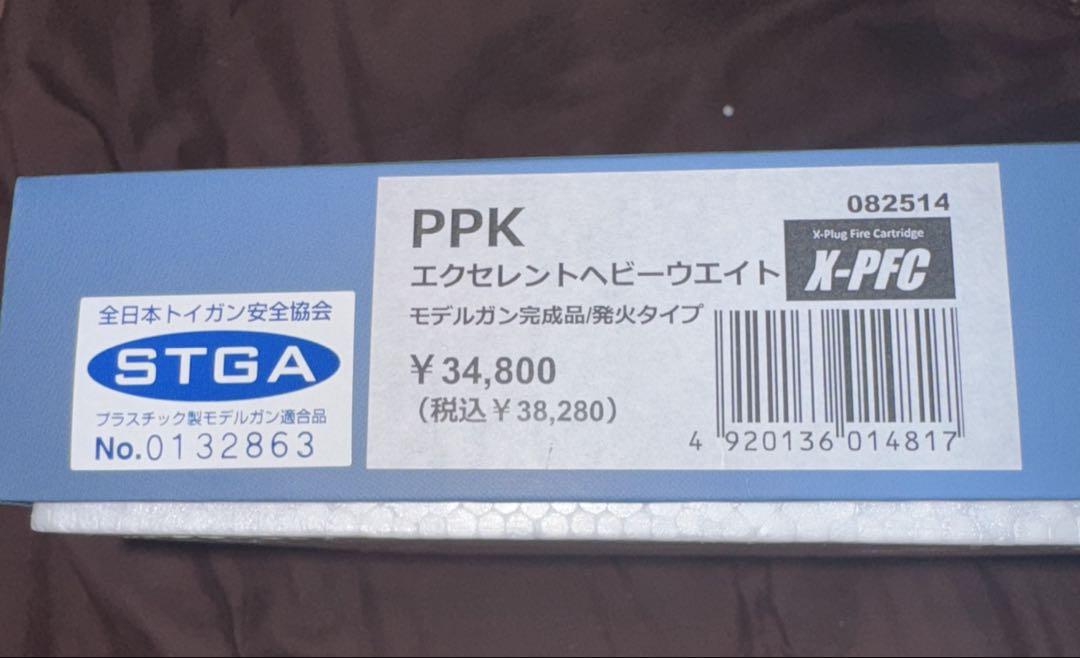 全日本トイガン安全協会
STGA
プラスチック製モデルガン適合品
No.0132863
PPK
エクセレントヘビーウエイト
モデルガン完成品/発火タイプ
¥34,800
(税込¥38,280)
082514
X-Plug Fire Cartridge
X-PFC
4 920136 014817